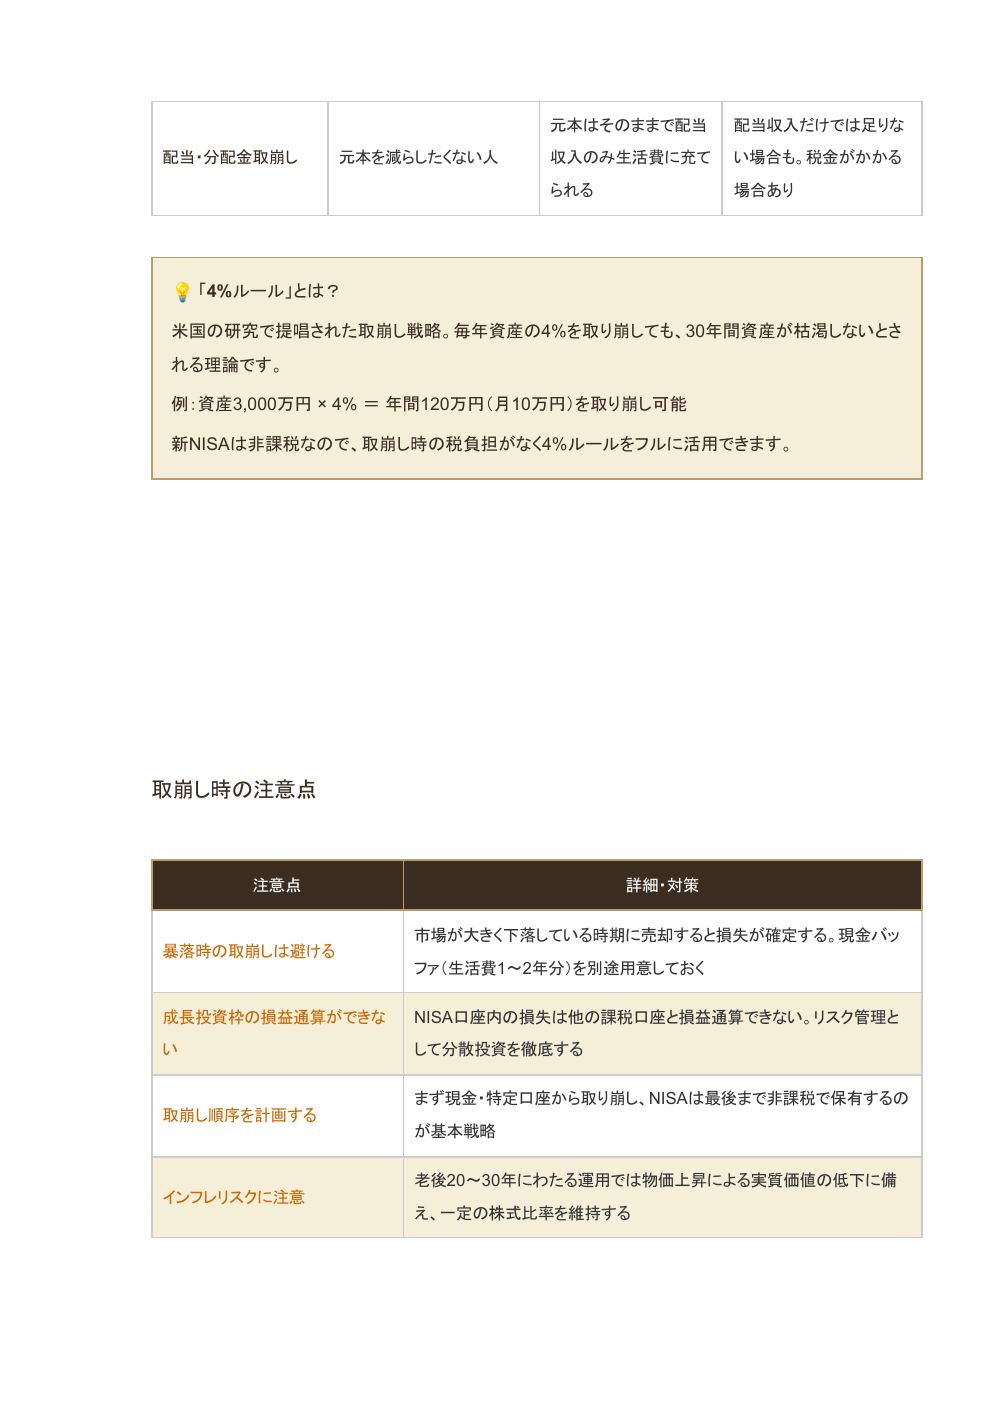 配当・分配金取崩し
元本を減らしたくない人
元本はそのままで配当
収入のみ生活費に充て
られる
配当収入だけでは足りな
い場合も。税金がかかる
場合あり
💡「4%ルール」とは？
米国の研究で提唱された取崩し戦略。毎年資産の4%を取り崩しても、30年間資産が枯渇しないとさ
れる理論です。
例：資産3,000万円 × 4% ＝ 年間120万円（月10万円）を取り崩し可能
新NISAは非課税なので、取崩し時の税負担がなく4%ルールをフルに活用できます。
取崩し時の注意点
注意点
詳細・対策
暴落時の取崩しは避ける
市場が大きく下落している時期に売却すると損失が確定する。現金バッ
ファ（生活費1〜2年分）を別途用意しておく
成長投資枠の損益通算ができな
い
NISA口座内の損失は他の課税口座と損益通算できない。リスク管理と
して分散投資を徹底する
取崩し順序を計画する
まず現金・特定口座から取り崩し、NISAは最後まで非課税で保有するの
が基本戦略
インフレリスクに注意
老後20〜30年にわたる運用では物価上昇による実質価値の低下に備
え、一定の株式比率を維持する